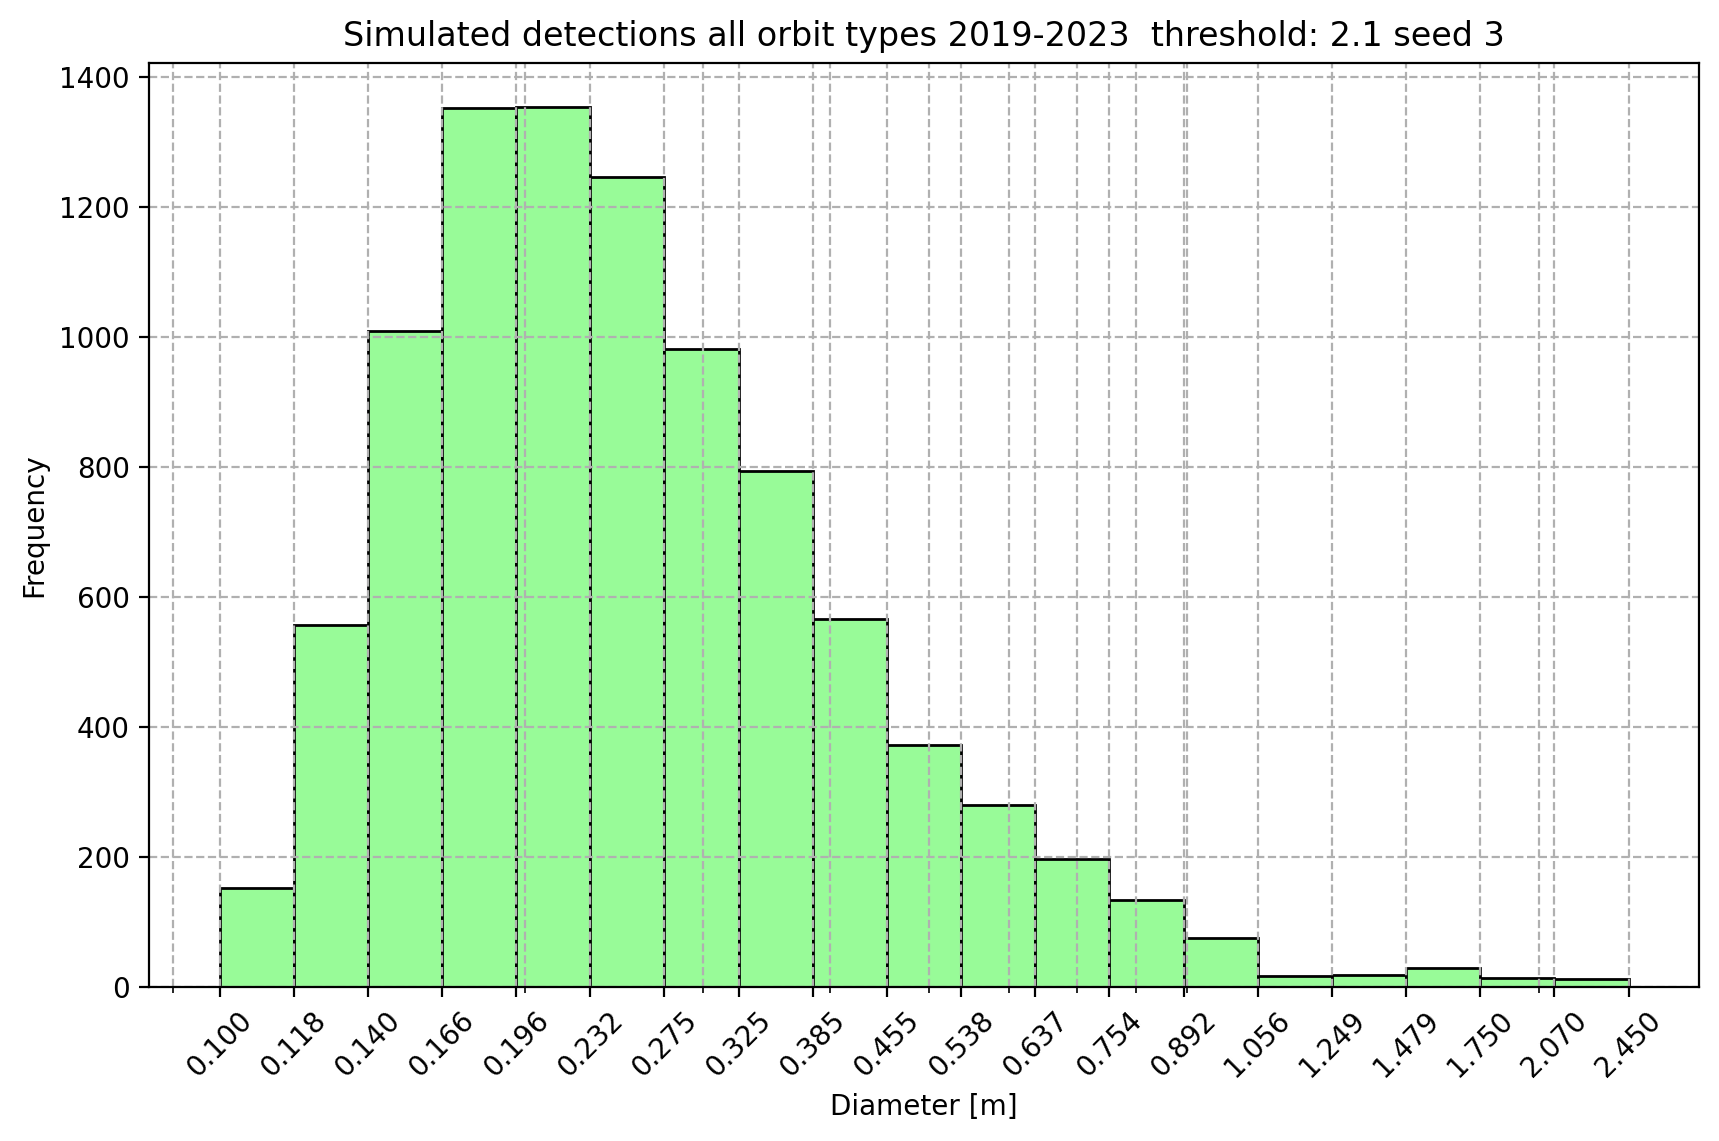 Simulated detections all orbit types 2019-2023  threshold: 2.1 seed 3
1400
1200
1000
800
600
400
200
0
Frequency
0.100 0.118 0.140 0.166 0.196 0.232 0.275 0.325 0.385 0.455 0.538 0.637 0.754 0.892 1.056 1.249 1.479 1.750 2.070 2.450
Diameter [m]